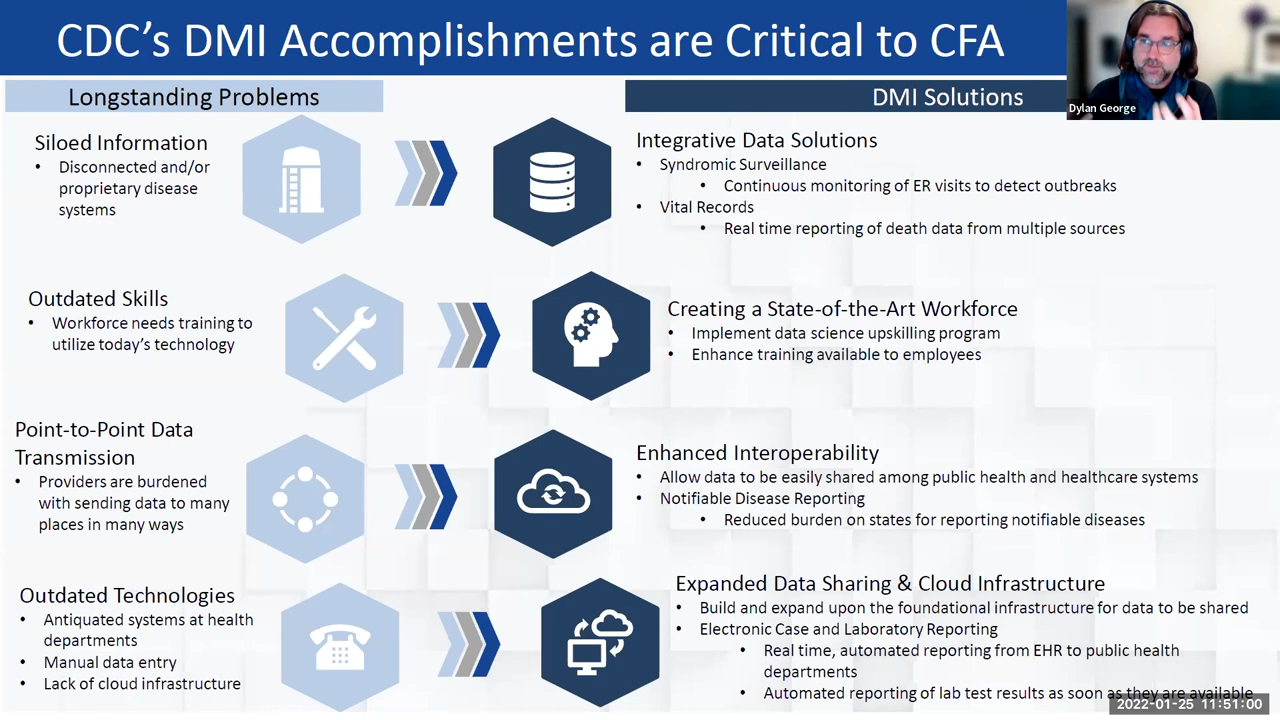 CDC's DMI Accomplishments are Critical to CFA
Dylan George
Longstanding Problems
DMI Solutions
Siloed Information
• Disconnected and/or
proprietary disease
systems
Integrative Data Solutions
• Syndromic Surveillance
• Continuous monitoring of ER visits to detect outbreaks
• Vital Records
• Real time reporting of death data from multiple sources
Outdated Skills
• Workforce needs training to
utilize today's technology
Creating a State-of-the-Art Workforce
• Implement data science upskilling program
• Enhance training available to employees
Point-to-Point Data
Transmission
• Providers are burdened
with sending data to many
places in many ways
Enhanced Interoperability
• Allow data to be easily shared among public health and healthcare systems
• Notifiable Disease Reporting
• Reduced burden on states for reporting notifiable diseases
Outdated Technologies
• Antiquated systems at health
departments
• Manual data entry
• Lack of cloud infrastructure
Expanded Data Sharing & Cloud Infrastructure
• Build and expand upon the foundational infrastructure for data to be shared
• Electronic Case and Laboratory Reporting
• Real time, automated reporting from EHR to public health
departments
• Automated reporting of lab test results as soon as they are available
2022-01-25 11:51:00